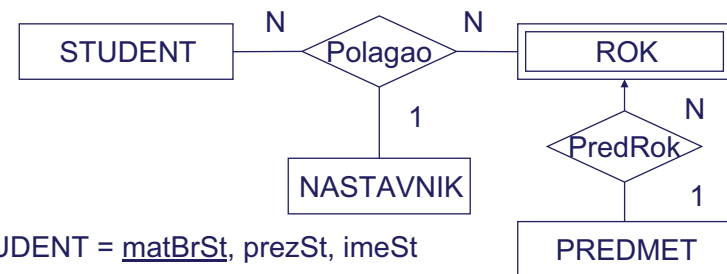 N N
STUDENT Polagao ROK
1 N
PredRok
NASTAVNIK
1
UDENT = matBrSt, prezSt, imeSt
PREDMET